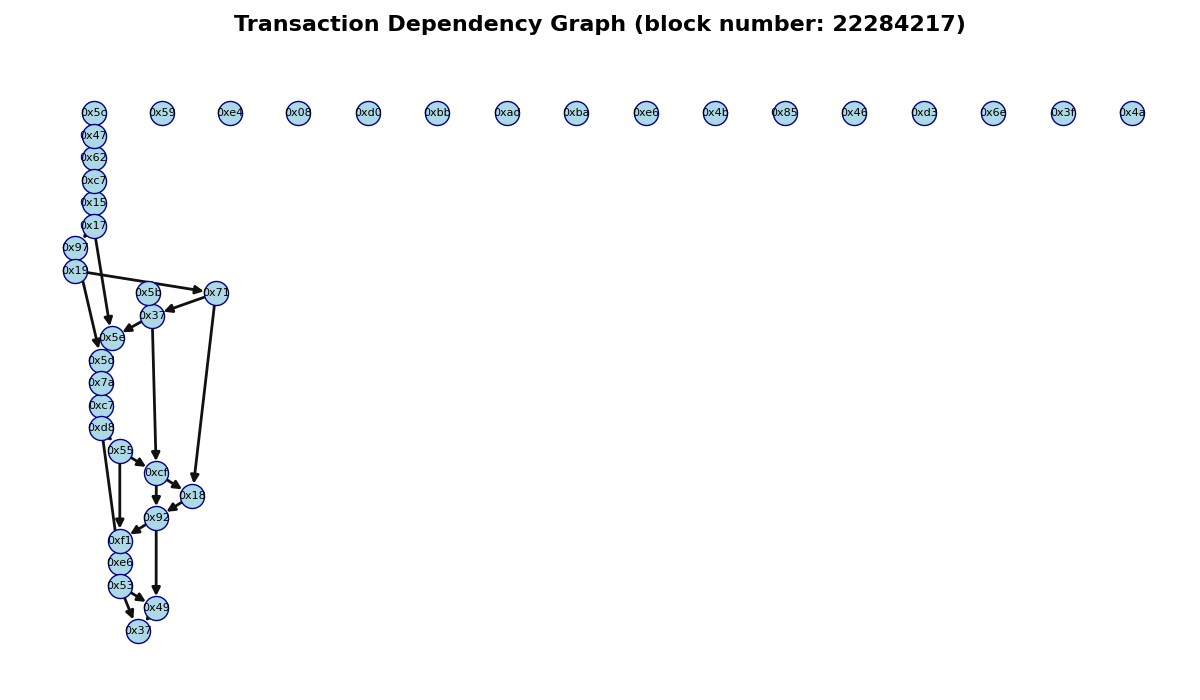 Transaction Dependency Graph (block number: 22284217)
0x5c 0x59 0xe4 0x08 0xd0 0xbb 0xad 0xba 0xe6 0x4b 0x85 0x46 0xd3 0x6e 0x3f 0x4a
0x47
0x62
0xc7
0x15
0x17
0x97
0x19
0x5b 0x71
0x37
0x5e
0x5d
0x7a
0xc7
0xd8
0x55
0xcf
0x18
0x92
0xf1
0xe6
0x53
0x49
0x37